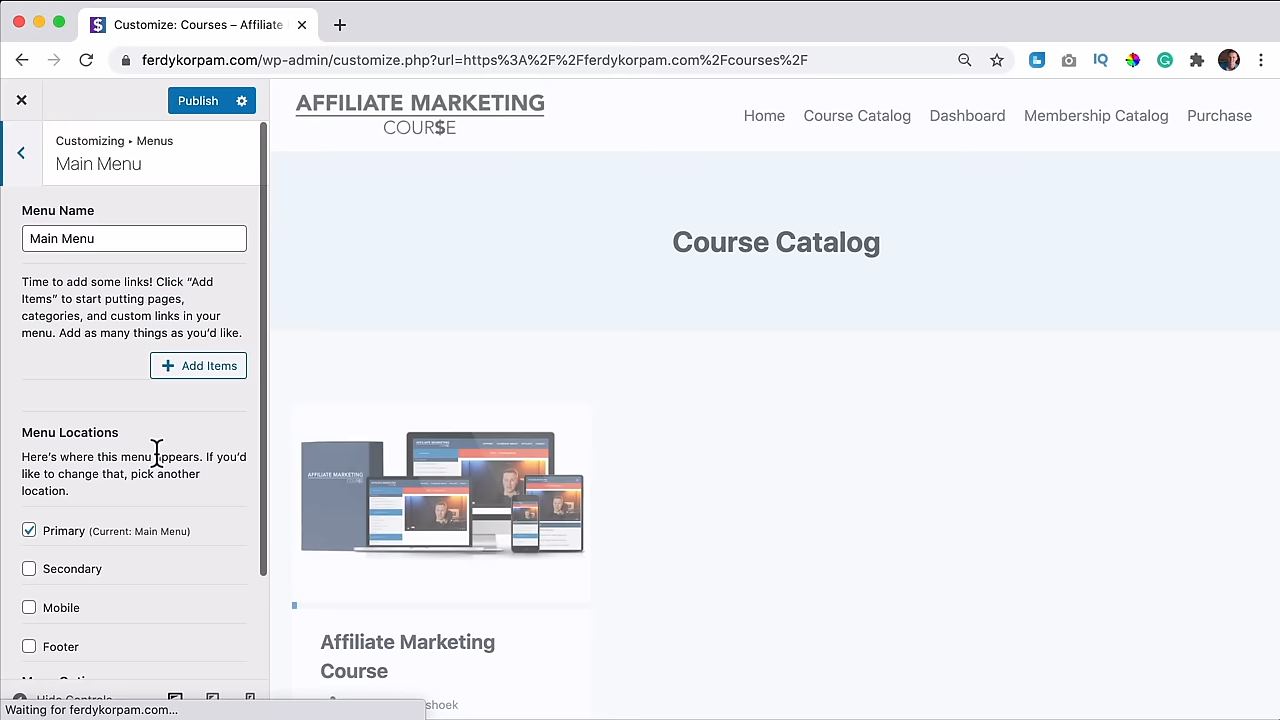 Customize: Courses – Affiliate
ferdykorpam.com/wp-admin/customize.php?url=https%3A%2F%2Fferdykorpam.com%2Fcourses%2F
Publish
Customizing ▸ Menus
Main Menu
Menu Name
Main Menu
Time to add some links! Click “Add
Items” to start putting pages,
categories, and custom links in your
menu. Add as many things as you’d like.
Add Items
Menu Locations
Here’s where this menu appears. If you’d
like to change that, pick another
location.
Primary (Current: Main Menu)
Secondary
Mobile
Footer
Hide Controls
Waiting for ferdykorpam.com...
AFFILIATE MARKETING
COUR$E
Home Course Catalog Dashboard Membership Catalog Purchase
Course Catalog
AFFILIATE MARKETING
Affiliate Marketing
Course
shoek